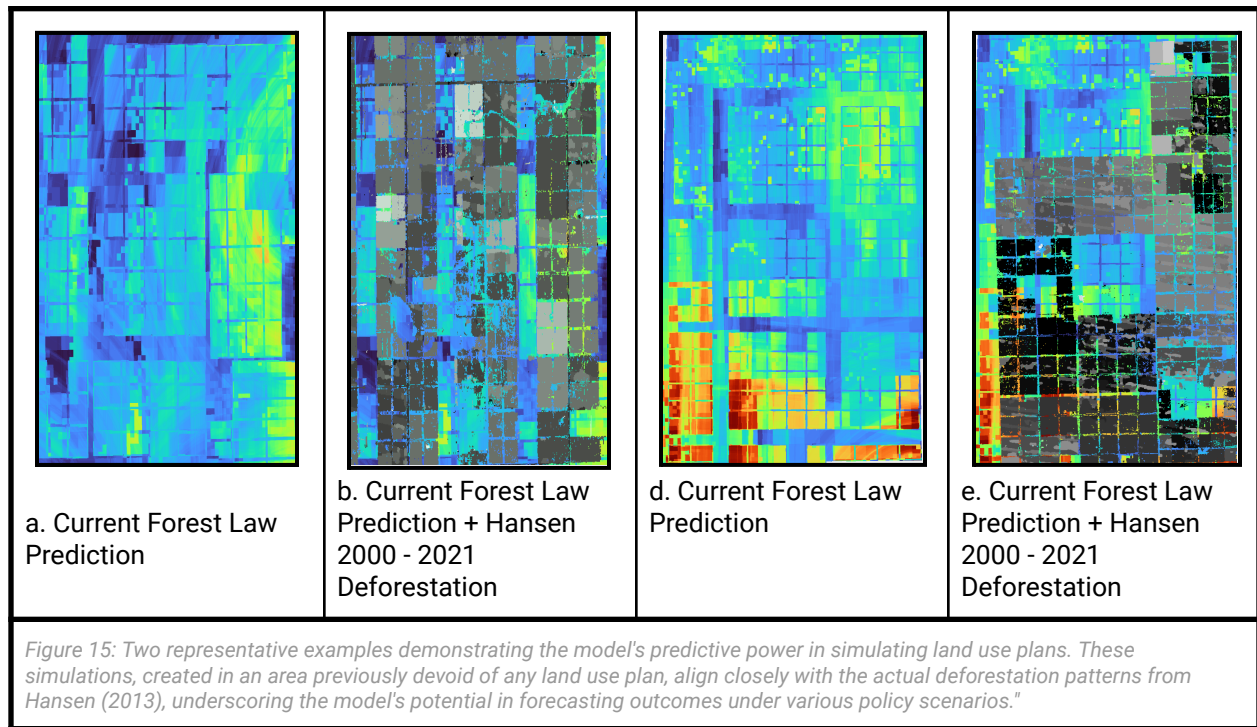 a. Current Forest Law
Prediction
b. Current Forest Law
Prediction + Hansen
2000 - 2021
Deforestation
d. Current Forest Law
Prediction
e. Current Forest Law
Prediction + Hansen
2000 - 2021
Deforestation
Figure 15: Two representative examples demonstrating the model's predictive power in simulating land use plans. These
simulations, created in an area previously devoid of any land use plan, align closely with the actual deforestation patterns from
Hansen (2013), underscoring the model's potential in forecasting outcomes under various policy scenarios."